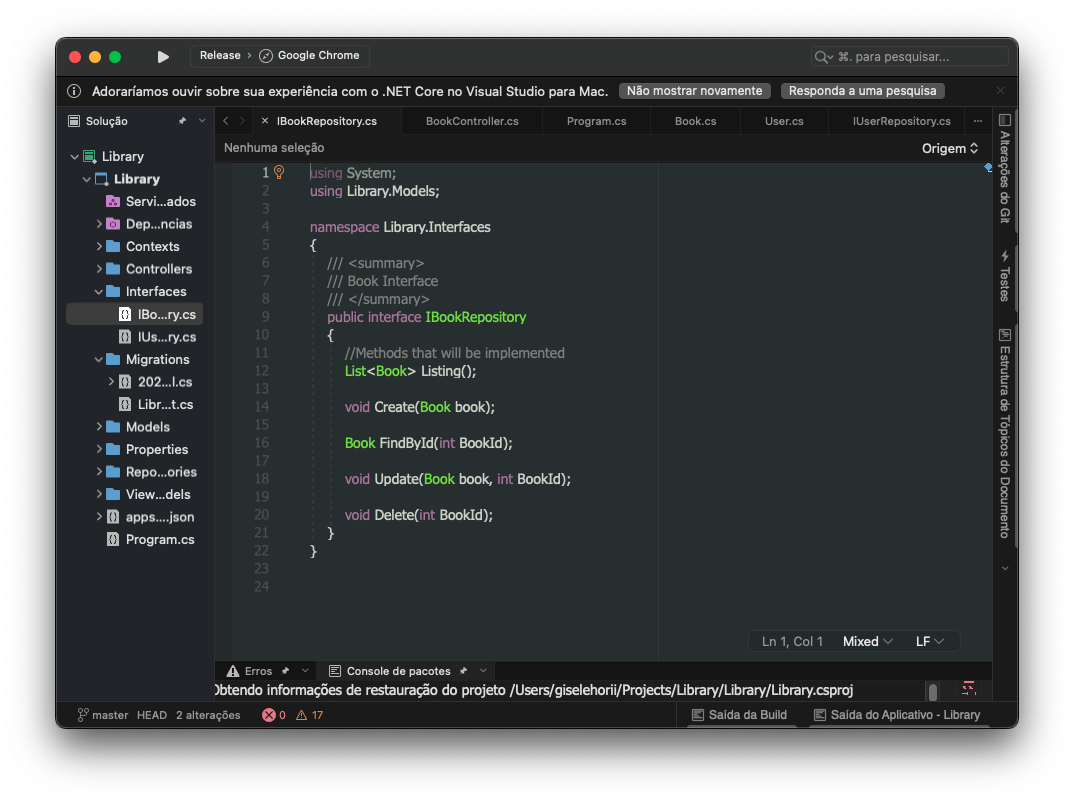 Release › Google Chrome
⌘. para pesquisar...
Adoraríamos ouvir sobre sua experiência com o .NET Core no Visual Studio para Mac.
Não mostrar novamente
Responda a uma pesquisa
Solução
Library
Library
Servi...ados
Dep...ncias
Contexts
Controllers
Interfaces
IBo...ry.cs
IUs...ry.cs
Migrations
202...l.cs
Libr...t.cs
Models
Properties
Repo...ories
View...dels
apps....json
Program.cs
IBookRepository.cs
BookController.cs
Program.cs
Book.cs
User.cs
IUserRepository.cs
...
Nenhuma seleção
Origem
1 using System;
2 using Library.Models;
3
4 namespace Library.Interfaces
5 {
6 /// <summary>
7 /// Book Interface
8 /// </summary>
9 public interface IBookRepository
10 {
11 //Methods that will be implemented
12 List<Book> Listing();
13
14 void Create(Book book);
15
16 Book FindById(int BookId);
17
18 void Update(Book book, int BookId);
19
20 void Delete(int BookId);
21 }
22 }
23
24
Ln 1, Col 1 Mixed LF
Alterações do Git
Testes
Estrutura de Tópicos do Documento
Erros
Console de pacotes
Obtendo informações de restauração do projeto /Users/giselehorii/Projects/Library/Library/Library.csproj
master HEAD 2 alterações 0 17
Saída da Build
Saída do Aplicativo - Library